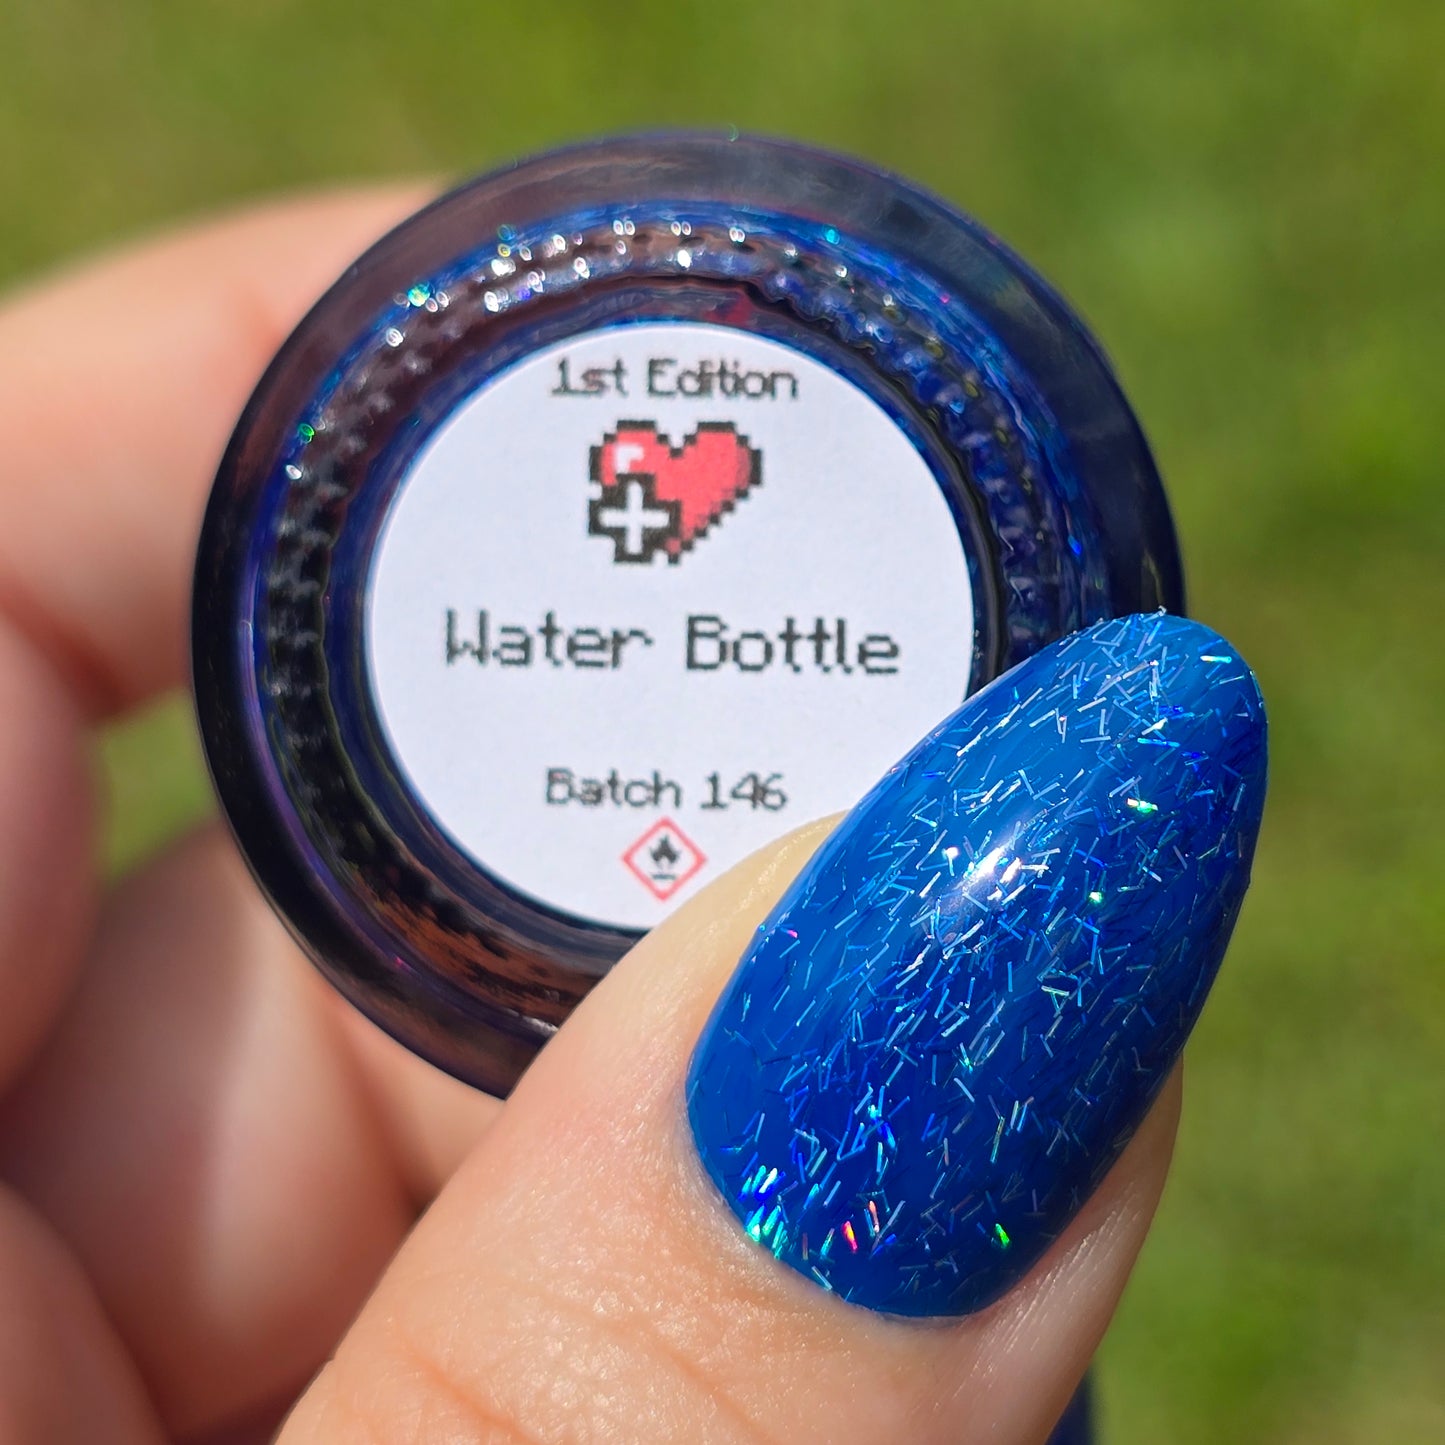 1st Edition
Water Bottle
Batch 146